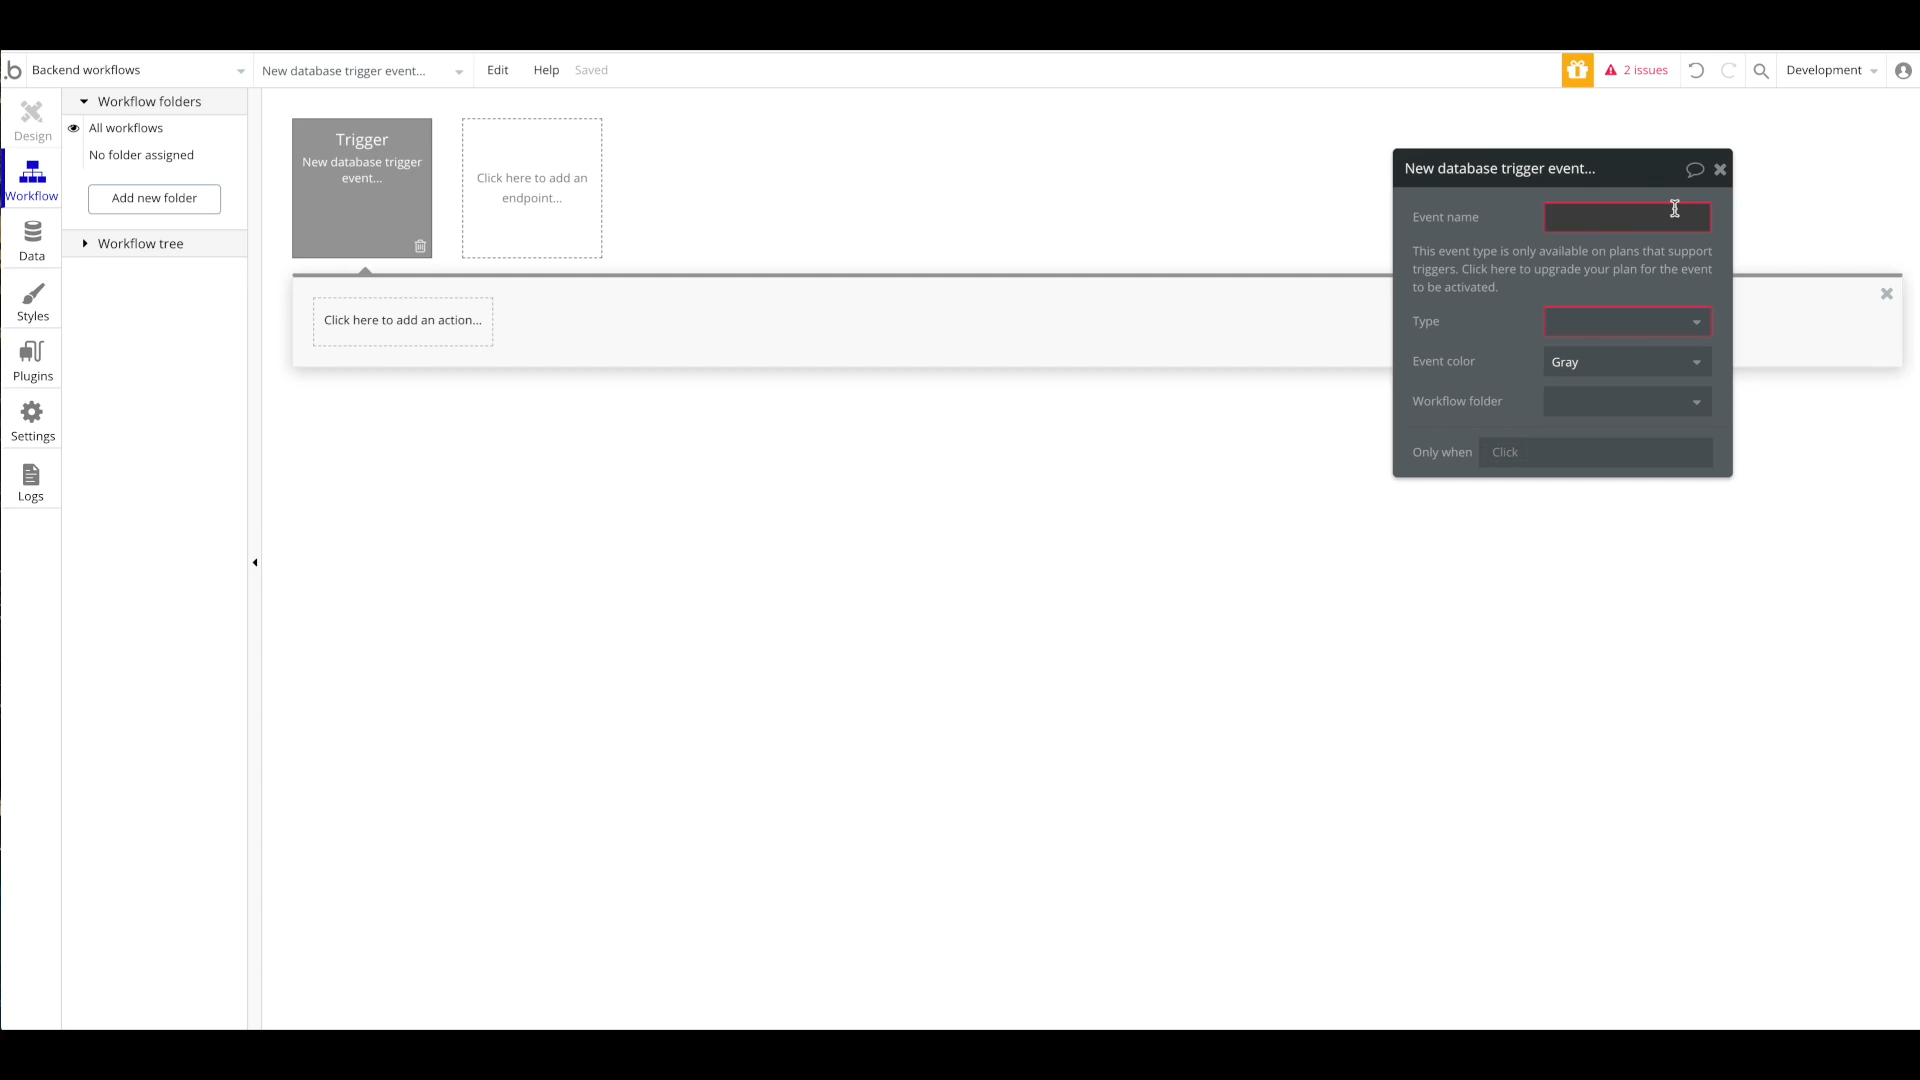 .b
Backend workflows
New database trigger event...
Edit
Help
Saved
2 issues
Development
Design
Workflow
Data
Styles
Plugins
Settings
Logs
Workflow folders
All workflows
No folder assigned
Add new folder
Workflow tree
Trigger
New database trigger
event...
Click here to add an
endpoint...
Click here to add an action...
New database trigger event...
Event name
This event type is only available on plans that support
triggers. Click here to upgrade your plan for the event
to be activated.
Type
Event color
Gray
Workflow folder
Only when
Click